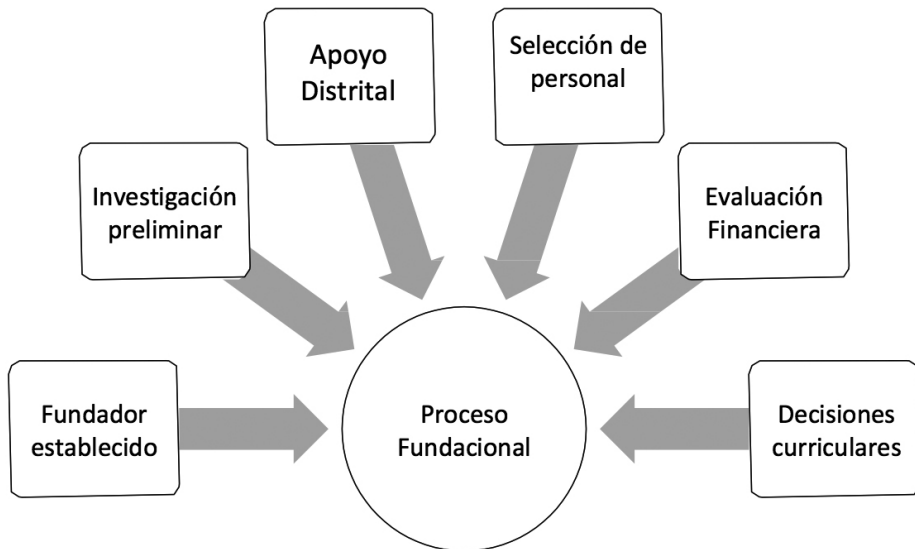 Apoyo
Distrital
Selección de
personal
Investigación
preliminar
Evaluación
Financiera
Fundador
establecido
Proceso
Fundacional
Decisiones
curriculares